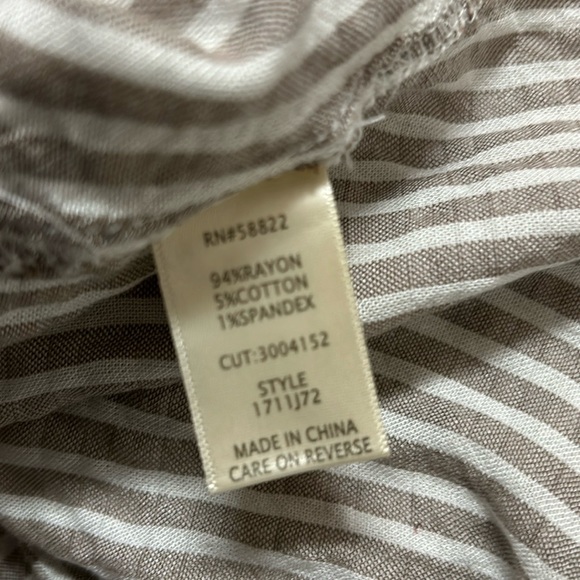 RN#58822
94%RAYON
5%COTTON
1%SPANDEX
CUT:3004152
STYLE
1711J72
MADE IN CHINA
CARE ON REVERSE